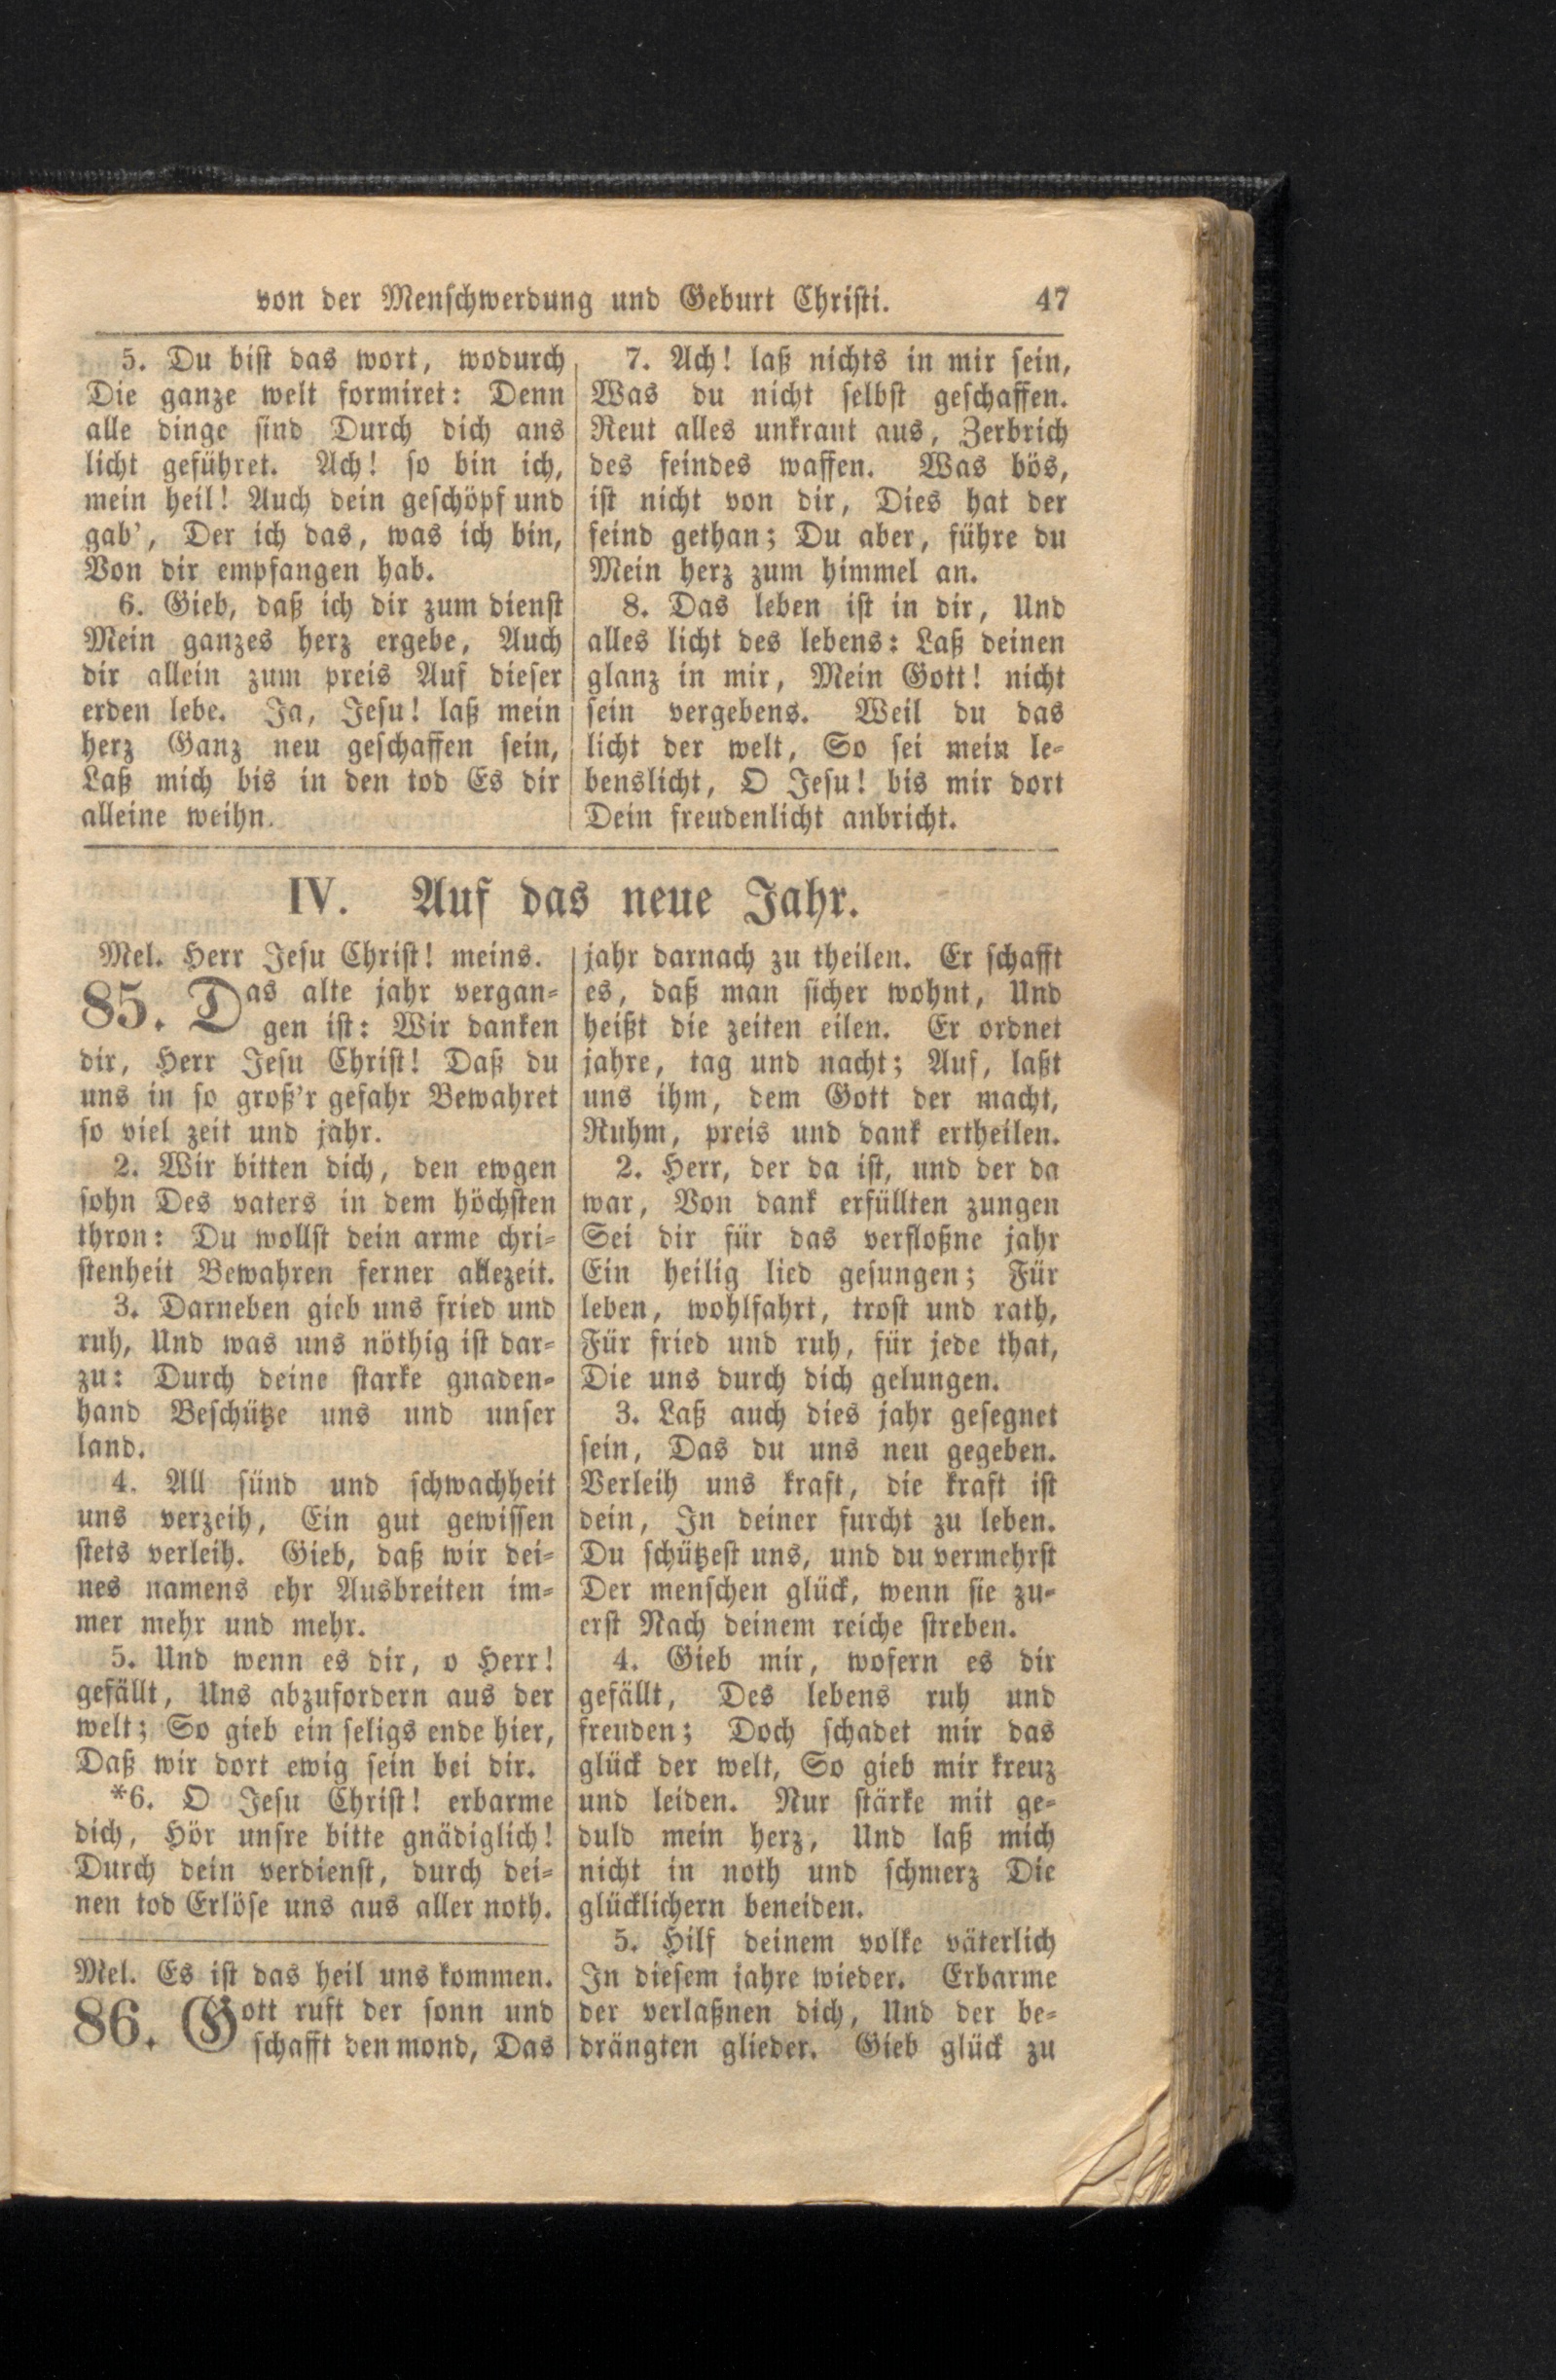 von der Menschwerdung und Geburt Christi. 47
5. Du bist das wort, wodurch
Die ganze welt formiret: Denn
alle dinge sind Durch dich ans
licht geführet. Ach! so bin ich,
mein heil! Auch dein geschöpf und
gab', Der ich das, was ich bin,
Von dir empfangen hab.
6. Gieb, daß ich dir zum dienst
Mein ganzes herz ergebe, Auch
dir allein zum preis Auf dieser
erden lebe. Ja, Jesu! laß mein
herz Ganz neu geschaffen sein,
Laß mich bis in den tod Es dir
alleine weihn.
7. Ach! laß nichts in mir sein,
Was du nicht selbst geschaffen.
Reut alles unkraut aus, Zerbrich
des feindes waffen. Was bös,
ist nicht von dir, Dies hat der
feind gethan; Du aber, führe du
Mein herz zum himmel an.
8. Das leben ist in dir, Und
alles licht des lebens: Laß deinen
glanz in mir, Mein Gott! nicht
sein vergebens. Weil du das
licht der welt, So sei mein le-
benslicht, O Jesu! bis mir dort
Dein freudenlicht anbricht.
IV. Auf das neue Jahr.
Mel. Herr Jesu Christ! meins.
85. Das alte jahr vergan-
gen ist: Wir danken
dir, Herr Jesu Christ! Daß du
uns in so groß'r gefahr Bewahret
so viel zeit und jahr.
2. Wir bitten dich, den ewgen
sohn Des vaters in dem höchsten
thron: Du wollst dein arme chri-
stenheit Bewahren ferner allezeit.
3. Darneben gieb uns fried und
ruh, Und was uns nöthig ist dar-
zu: Durch deine starke gnaden-
hand Beschütze uns und unser
land.
4. All sünd und schwachheit
uns verzeih, Ein gut gewissen
stets verleih. Gieb, daß wir dei-
nes namens ehr Ausbreiten im-
mer mehr und mehr.
5. Und wenn es dir, o Herr!
gefällt, Uns abzufordern aus der
welt; So gieb ein seligs ende hier,
Daß wir dort ewig sein bei dir.
*6. O Jesu Christ! erbarme
dich, Hör unsre bitte gnädiglich!
Durch dein verdienst, durch dei-
nen tod Erlöse uns aus aller noth.
Mel. Es ist das heil uns kommen.
86. Gott ruft der sonn und
schafft den mond, Das
jahr darnach zu theilen. Er schafft
es, daß man sicher wohnt, Und
heißt die zeiten eilen. Er ordnet
jahre, tag und nacht; Auf, laßt
uns ihm, dem Gott der macht,
Ruhm, preis und dank ertheilen.
2. Herr, der da ist, und der da
war, Von dank erfüllten zungen
Sei dir für das verfloßne jahr
Ein heilig lied gesungen; Für
leben, wohlfahrt, trost und rath,
Für fried und ruh, für jede that,
Die uns durch dich gelungen.
3. Laß auch dies jahr gesegnet
sein, Das du uns neu gegeben.
Verleih uns kraft, die kraft ist
dein, In deiner furcht zu leben.
Du schützest uns, und du vermehrst
Der menschen glück, wenn sie zu-
erst Nach deinem reiche streben.
4. Gieb mir, wofern es dir
gefällt, Des lebens ruh und
freuden; Doch schadet mir das
glück der welt, So gieb mir kreuz
und leiden. Nur stärke mit ge-
duld mein herz, Und laß mich
nicht in noth und schmerz Die
glücklichern beneiden.
5. Hilf deinem volke väterlich
In diesem jahre wieder. Erbarme
der verlaßnen dich, Und der be-
drängten glieder. Gieb glück zu